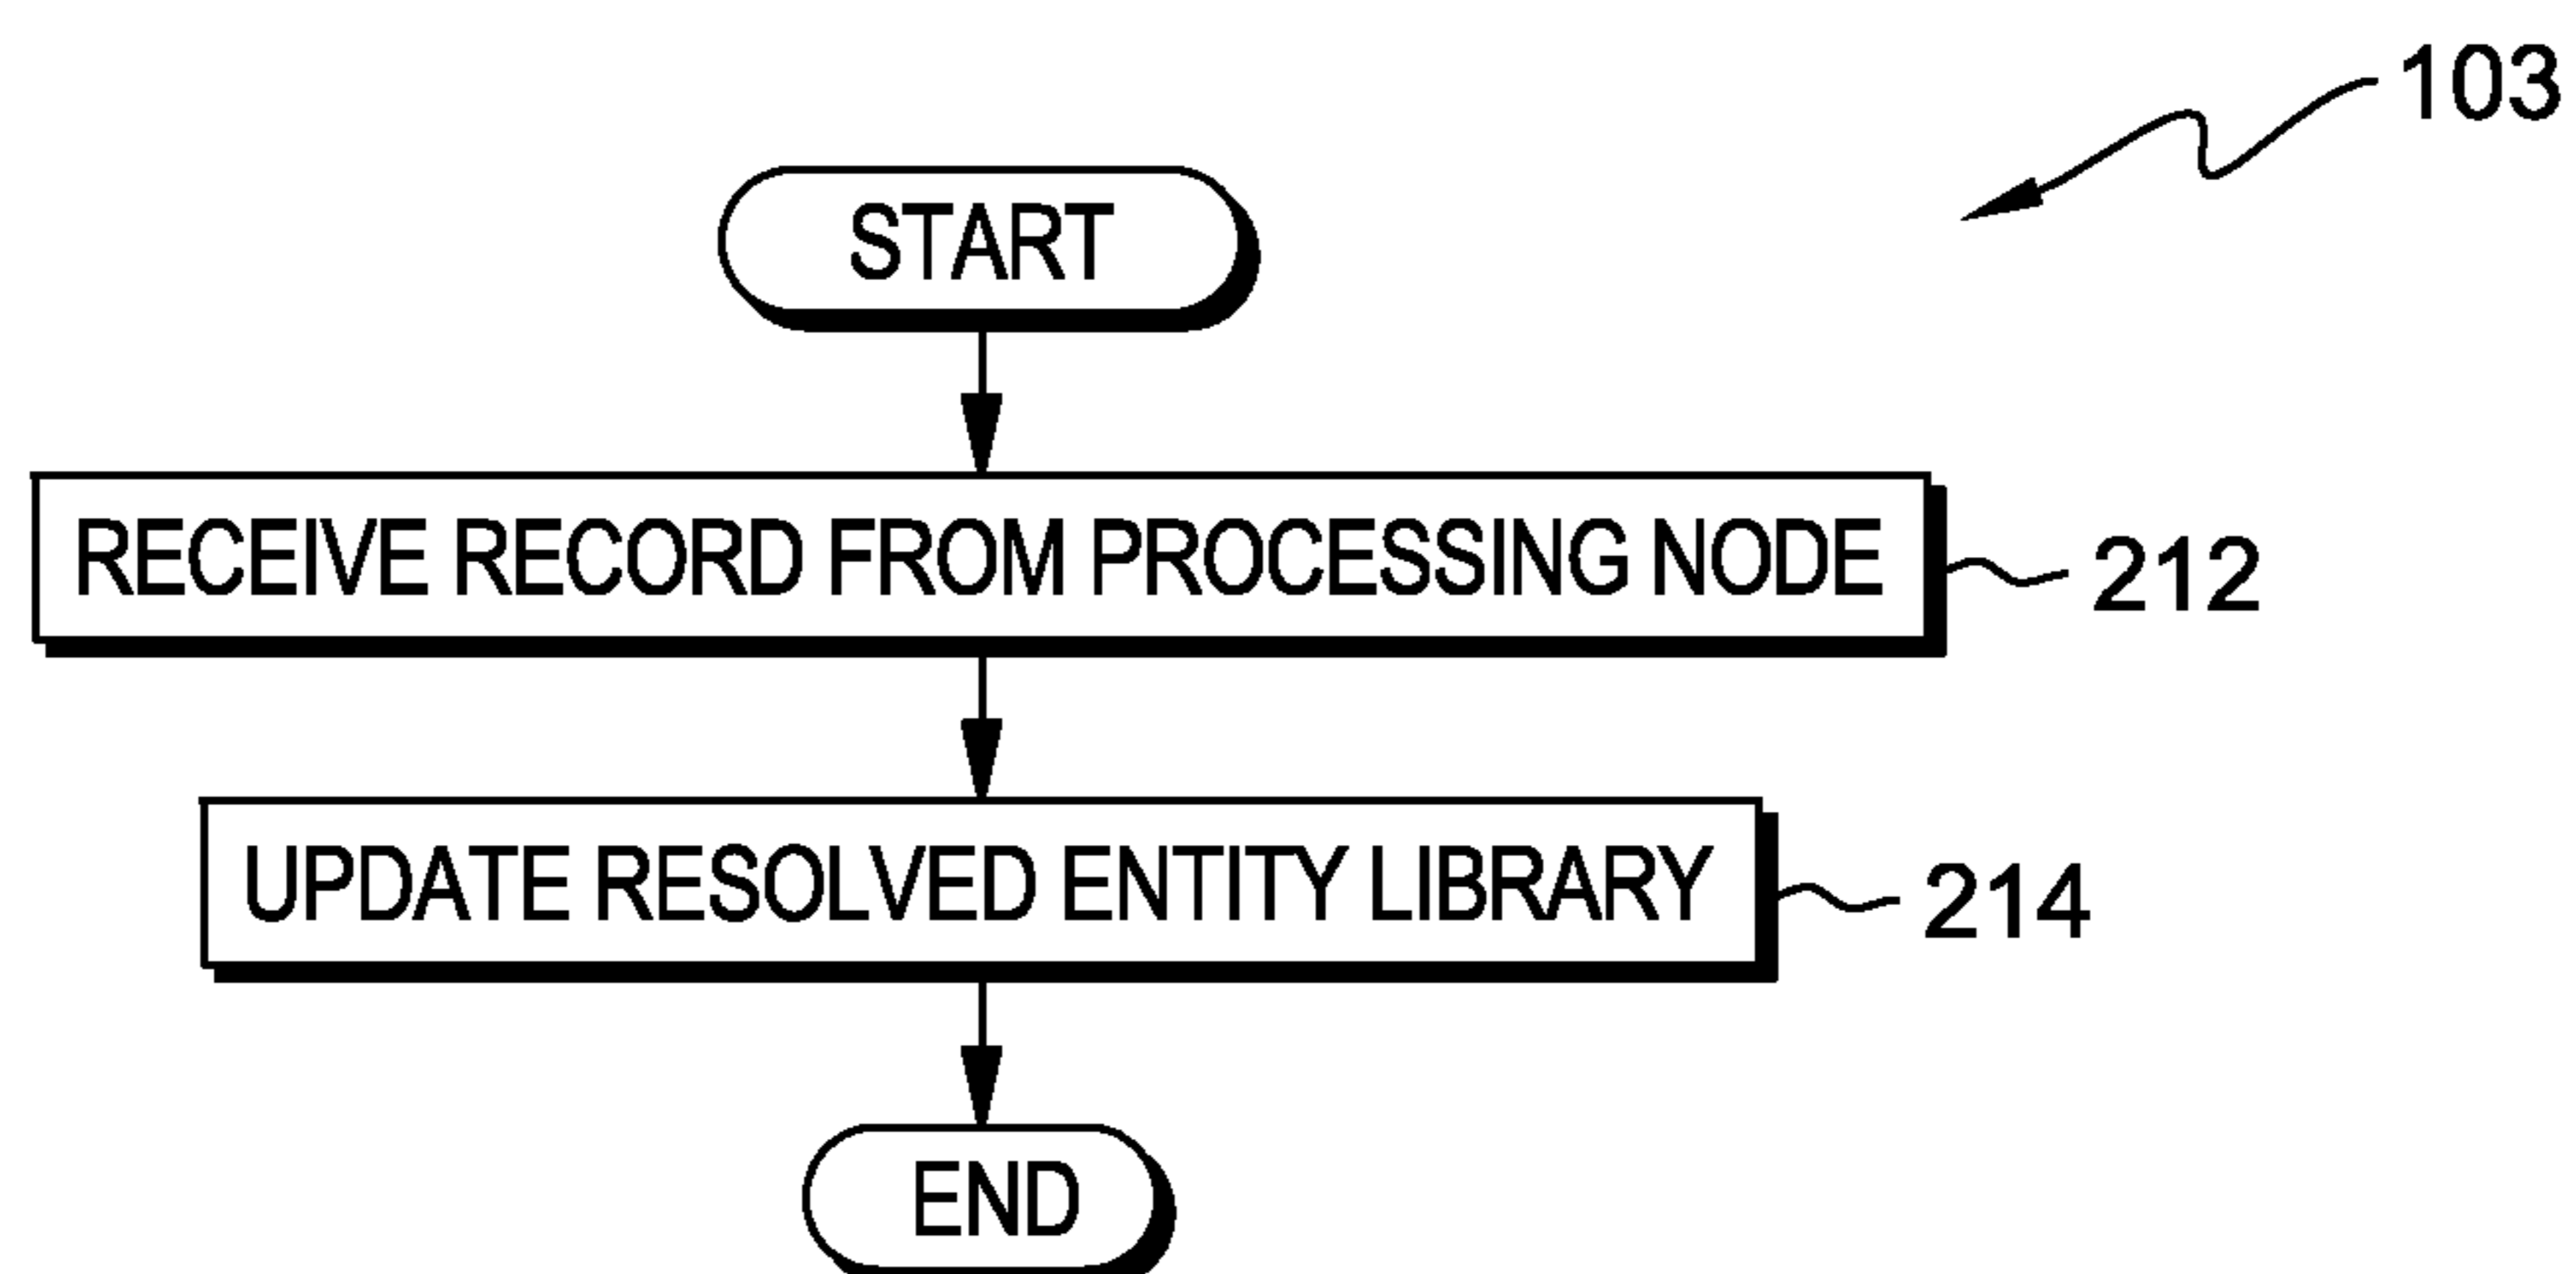 103
START
RECEIVE RECORD FROM PROCESSING NODE
212
UPDATE RESOLVED ENTITY LIBRARY
214
END